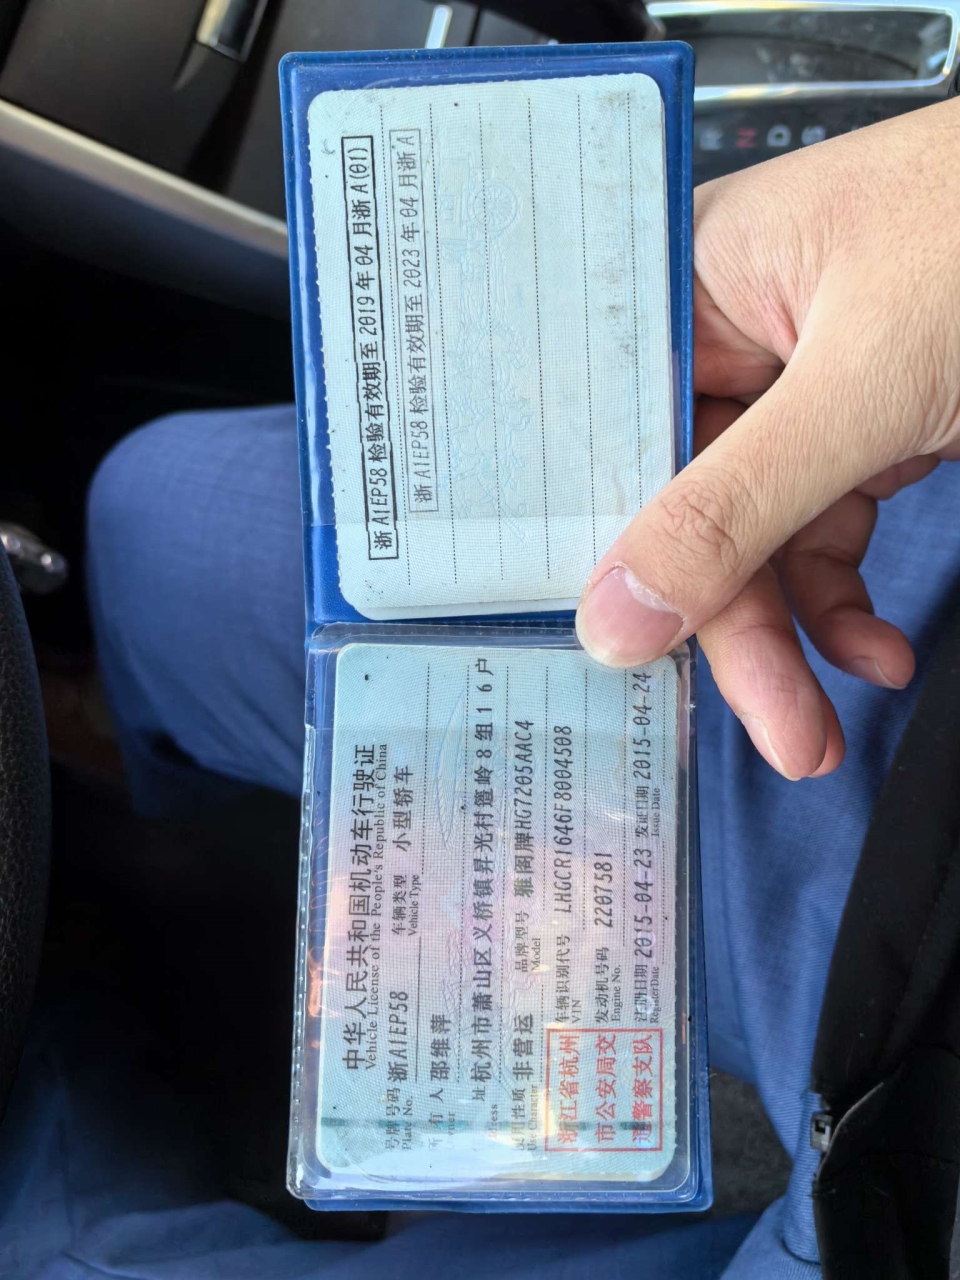 中华人民共和国机动车行驶证
Vehicle License of the People's Republic of China
号牌号码 浙A1EP58 车辆类型 小型轿车
Plate No. Vehicle Type
所有人 邵维萍
址 杭州市萧山区义桥镇昇光村籉岭8组16户
使用性质 非营运 品牌型号 雅阁牌HG7205AAC4
Use Character Model
浙江省杭州
市公安局交
通警察支队
车辆识别代号 LHGCR1646F8004508
VIN
发动机号码 2207581
Engine No.
注册日期 2015-04-23 发证日期 2015-04-24
Register Date Issue Date
浙A1EP58检验有效期至2019年04月浙A(01)
浙A1EP58检验有效期至2023年04月浙A
N
D
S